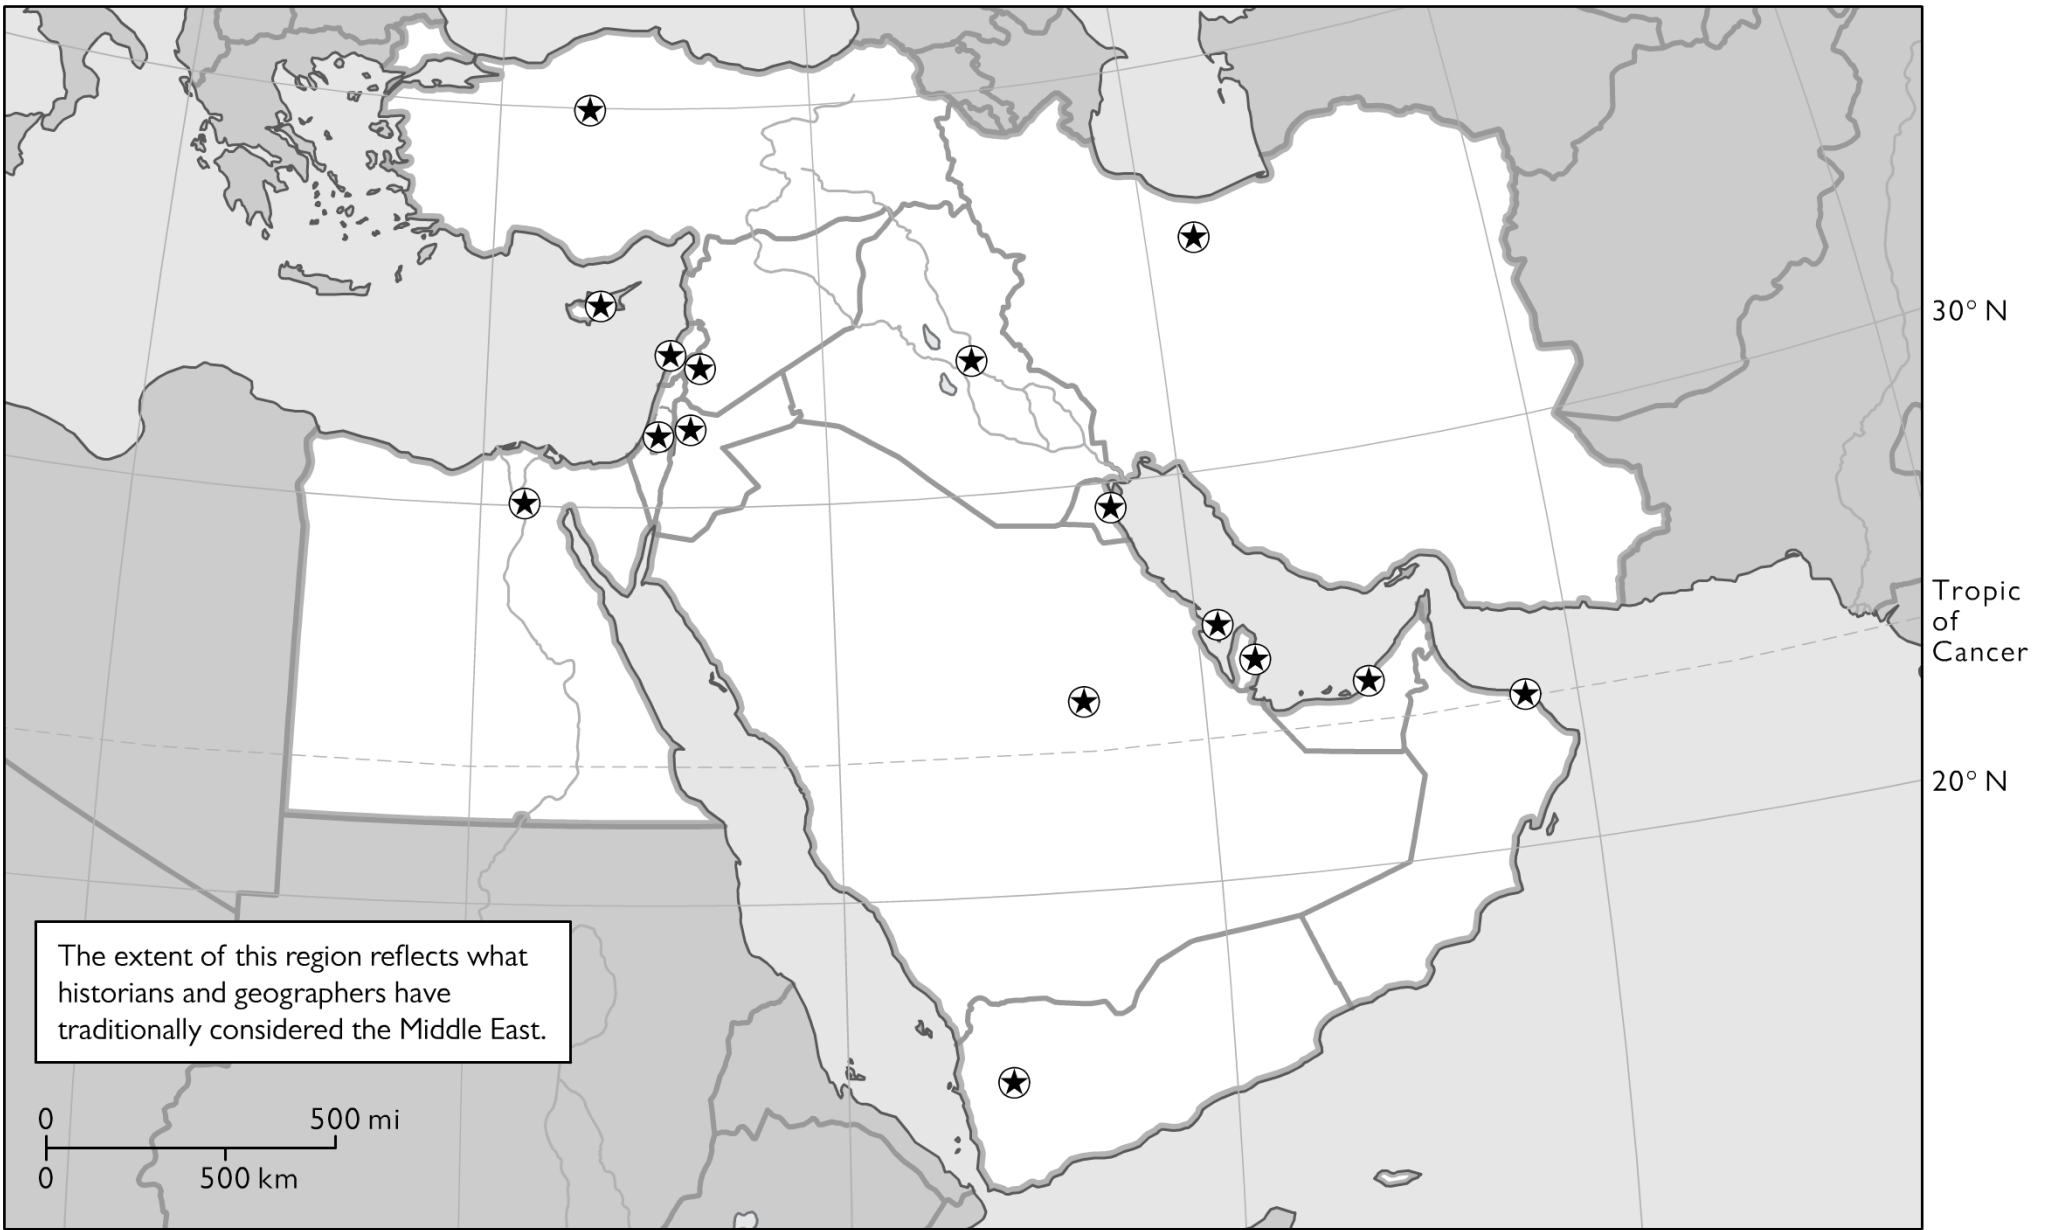 30° N
Tropic
of
Cancer
20° N
The extent of this region reflects what
historians and geographers have
traditionally considered the Middle East.
0 500 mi
0 500 km